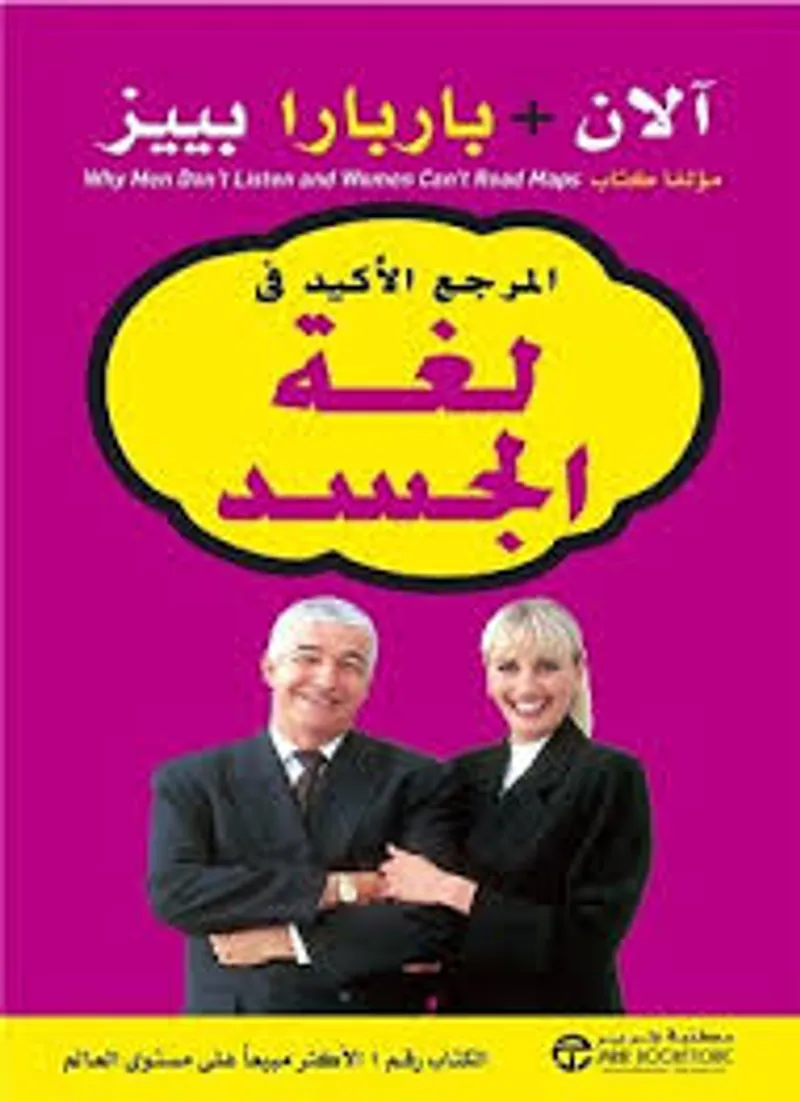 آلان + باربارا بييز
مؤلفا كتاب Why Men Don't Listen and Women Can't Read Maps
المرجع الأكيد فى
لغة
الجسد
مكتبة جرير
JARIR BOOKSTORE
الكتاب رقم ١ الأكثر مبيعاً على مستوى العالم